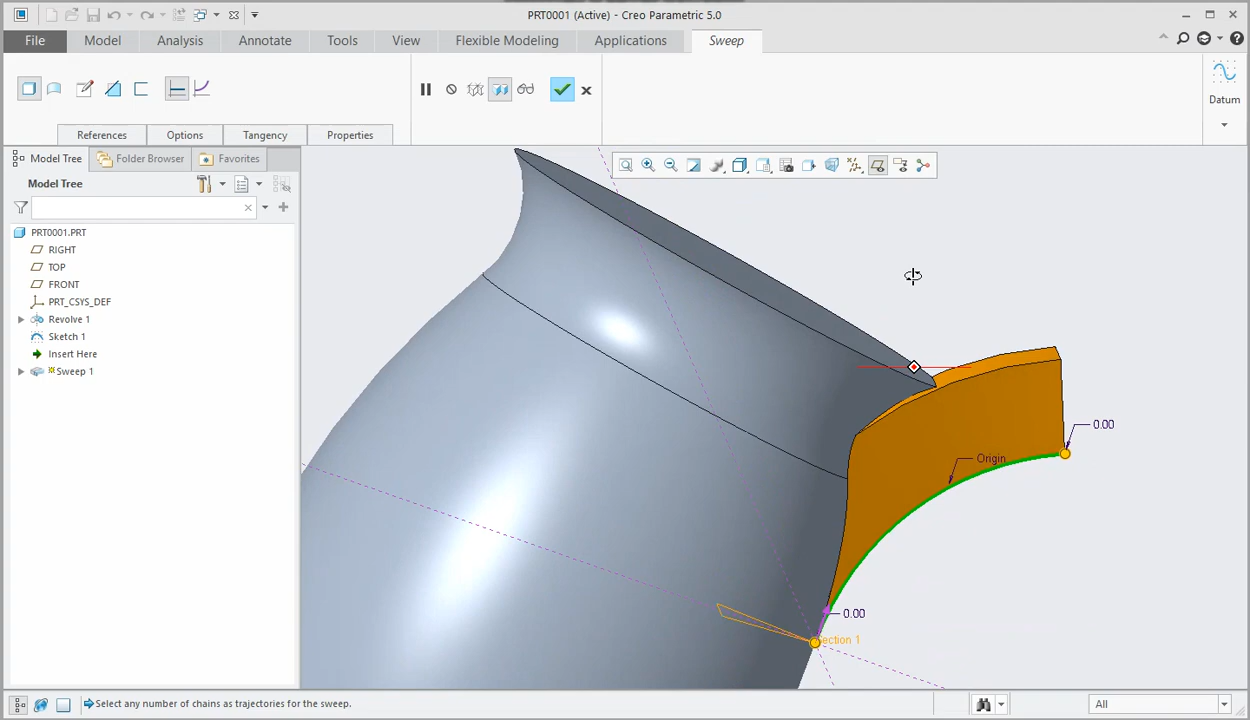 PRT0001 (Active) - Creo Parametric 5.0
File Model Analysis Annotate Tools View Flexible Modeling Applications Sweep
Datum
References Options Tangency Properties
Model Tree Folder Browser Favorites
Model Tree
PRT0001.PRT
RIGHT
TOP
FRONT
PRT_CSYS_DEF
Revolve 1
Sketch 1
Insert Here
Sweep 1
0.00
Origin
0.00
ection 1
Select any number of chains as trajectories for the sweep.
All